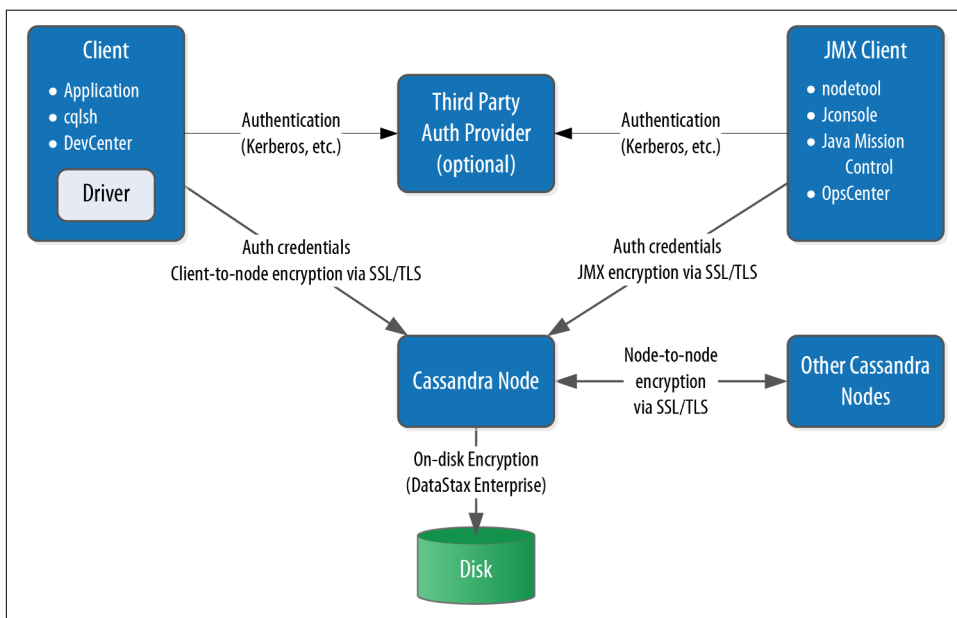 Client
• Application
• cqlsh
• DevCenter
Driver
Authentication
(Kerberos, etc.)
Third Party
Auth Provider
(optional)
Authentication
(Kerberos, etc.)
JMX Client
• nodetool
• Jconsole
• Java Mission
Control
• OpsCenter
Auth credentials
Client-to-node encryption via SSL/TLS
Auth credentials
JMX encryption via SSL/TLS
Cassandra Node
Node-to-node
encryption
via SSL/TLS
Other Cassandra
Nodes
On-disk Encryption
(DataStax Enterprise)
Disk